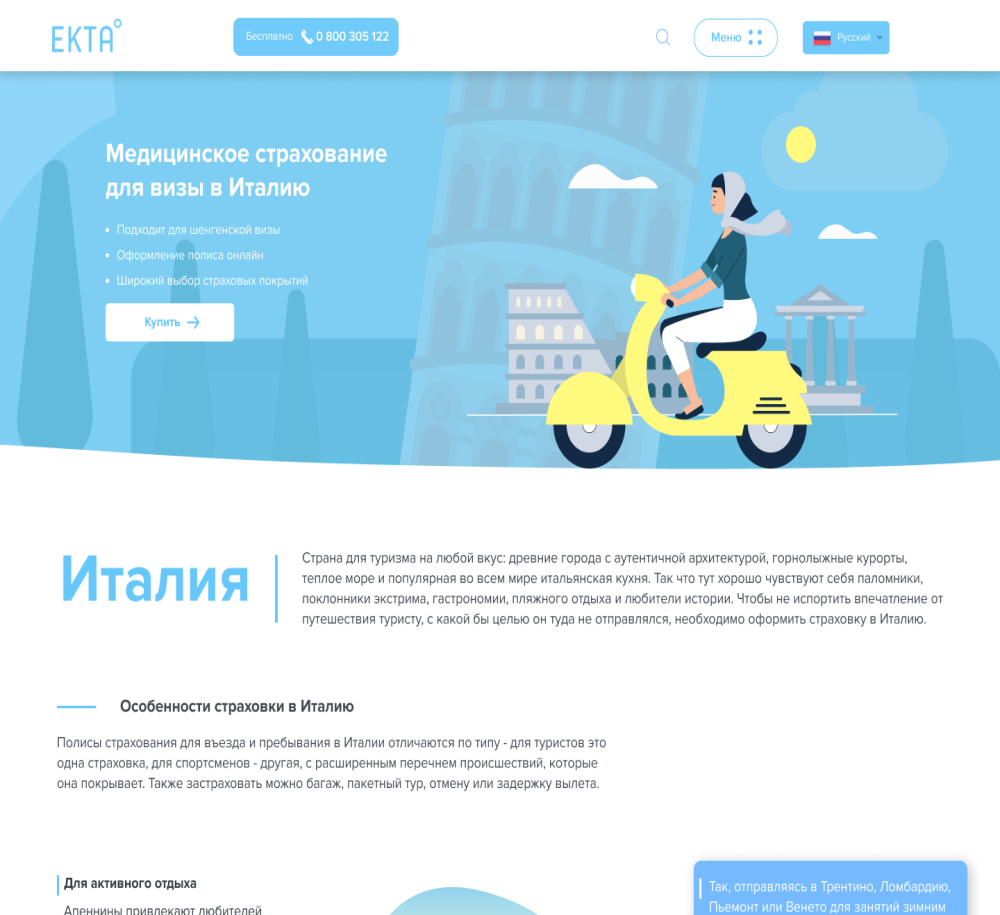 EKTA°
Бесплатно 0 800 305 122
Меню
Русский
Медицинское страхование
для визы в Италию
Подходит для шенгенской визы
Оформление полиса онлайн
Широкий выбор страховых покрытий
Купить
Италия
Страна для туризма на любой вкус: древние города с аутентичной архитектурой, горнолыжные курорты,
теплое море и популярная во всем мире итальянская кухня. Так что тут хорошо чувствуют себя паломники,
поклонники экстрима, гастрономии, пляжного отдыха и любители истории. Чтобы не испортить впечатление от
путешествия туристу, с какой бы целью он туда не отправлялся, необходимо оформить страховку в Италию.
Особенности страховки в Италию
Полисы страхования для въезда и пребывания в Италии отличаются по типу - для туристов это
одна страховка, для спортсменов - другая, с расширенным перечнем происшествий, которые
она покрывает. Также застраховать можно багаж, пакетный тур, отмену или задержку вылета.
Для активного отдыха
Апеннины привлекают любителей
Так, отправляясь в Трентино, Ломбардию,
Пьемонт или Венето для занятий зимним